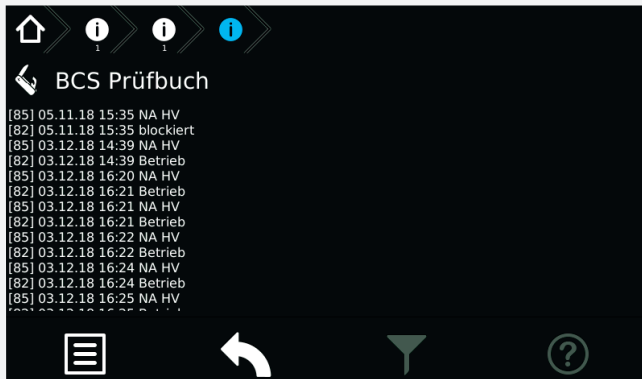 i
1
i
1
i
BCS Prüfbuch
[85] 05.11.18 15:35 NA HV
[82] 05.11.18 15:35 blockiert
[85] 03.12.18 14:39 NA HV
[82] 03.12.18 14:39 Betrieb
[85] 03.12.18 16:20 NA HV
[82] 03.12.18 16:21 Betrieb
[85] 03.12.18 16:21 NA HV
[82] 03.12.18 16:21 Betrieb
[85] 03.12.18 16:22 NA HV
[82] 03.12.18 16:22 Betrieb
[85] 03.12.18 16:24 NA HV
[82] 03.12.18 16:24 Betrieb
[85] 03.12.18 16:25 NA HV
?